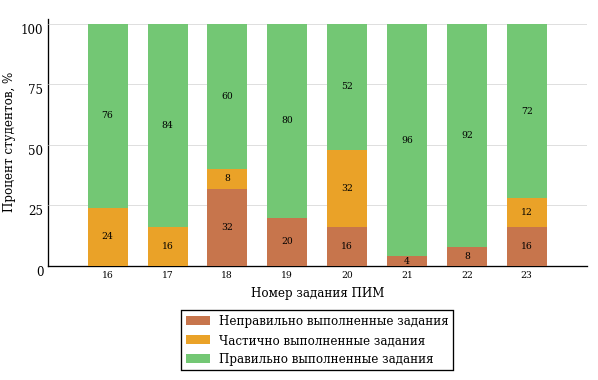 Процент студентов, %
100
75
50
25
0
76 84 60 80 52 96 92 72
24 16 8 32 12
32 20 16 4 8 16
16 17 18 19 20 21 22 23
Номер задания ПИМ
Неправильно выполненные задания
Частично выполненные задания
Правильно выполненные задания